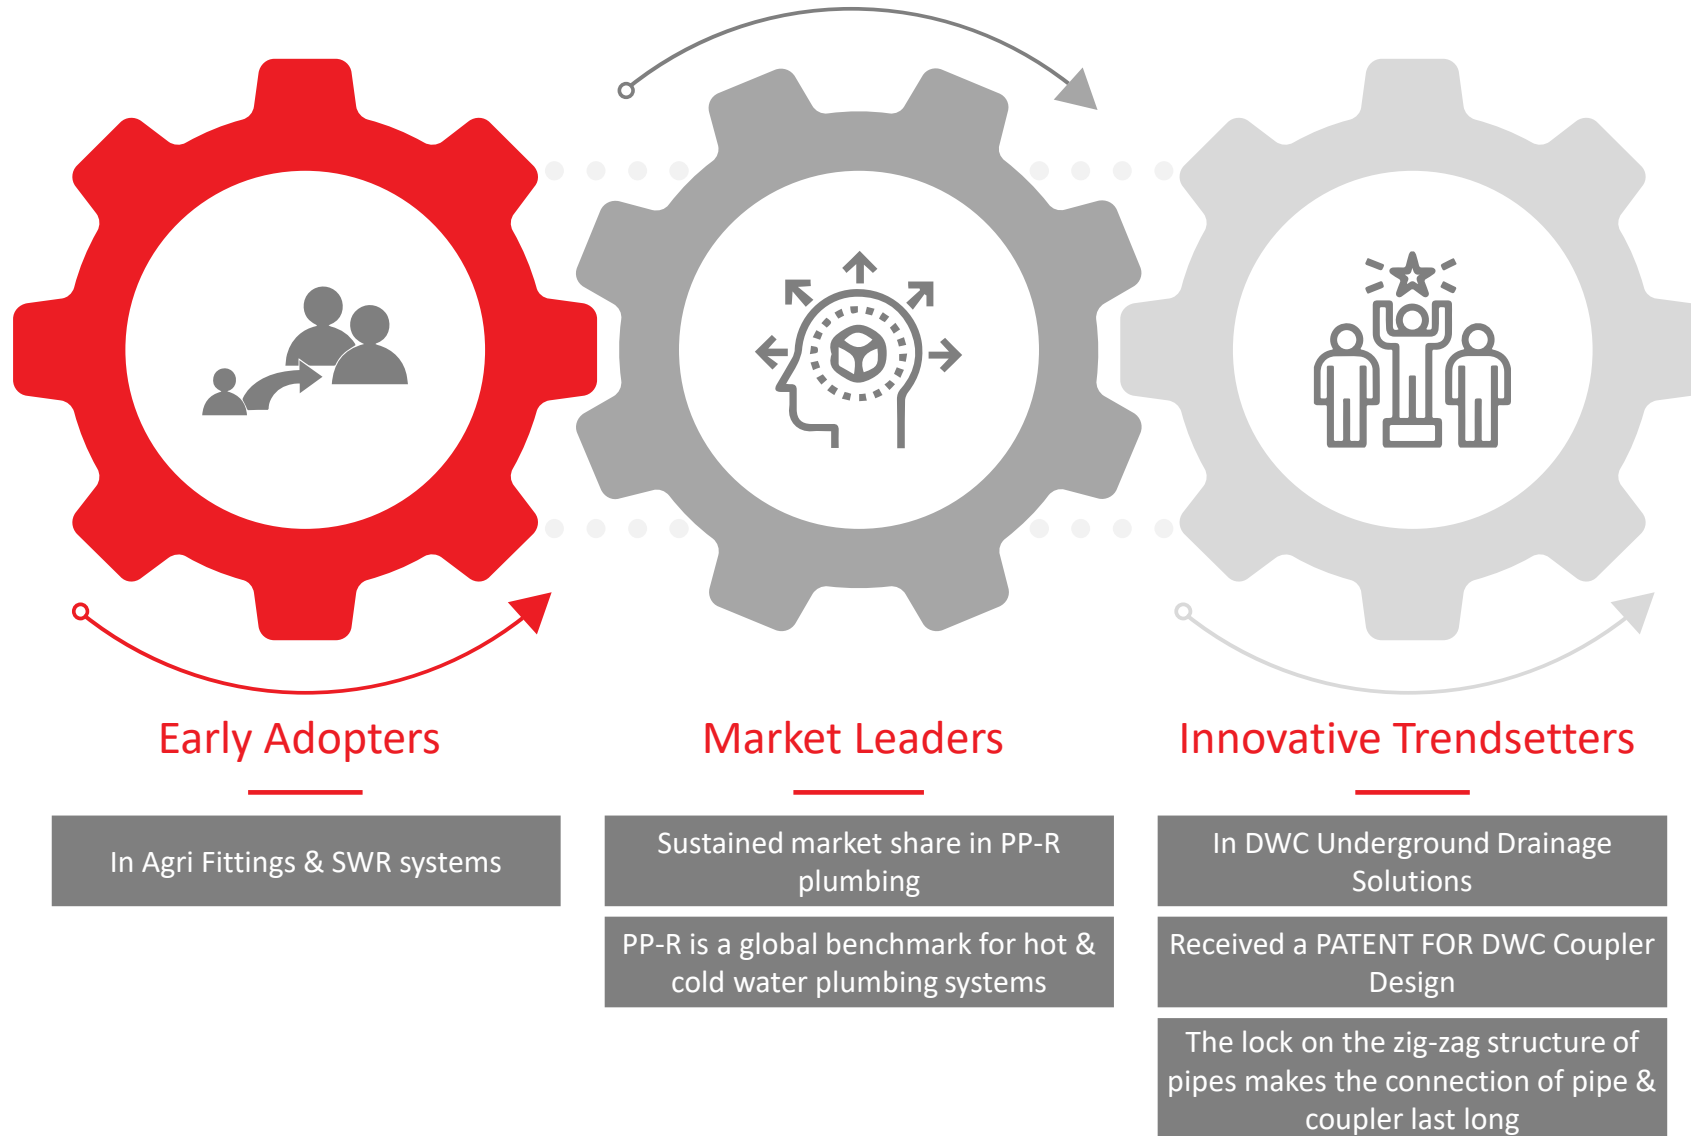 Early Adopters
In Agri Fittings & SWR systems
Market Leaders
Sustained market share in PP-R
plumbing
PP-R is a global benchmark for hot &
cold water plumbing systems
Innovative Trendsetters
In DWC Underground Drainage
Solutions
Received a PATENT FOR DWC Coupler
Design
The lock on the zig-zag structure of
pipes makes the connection of pipe &
coupler last long